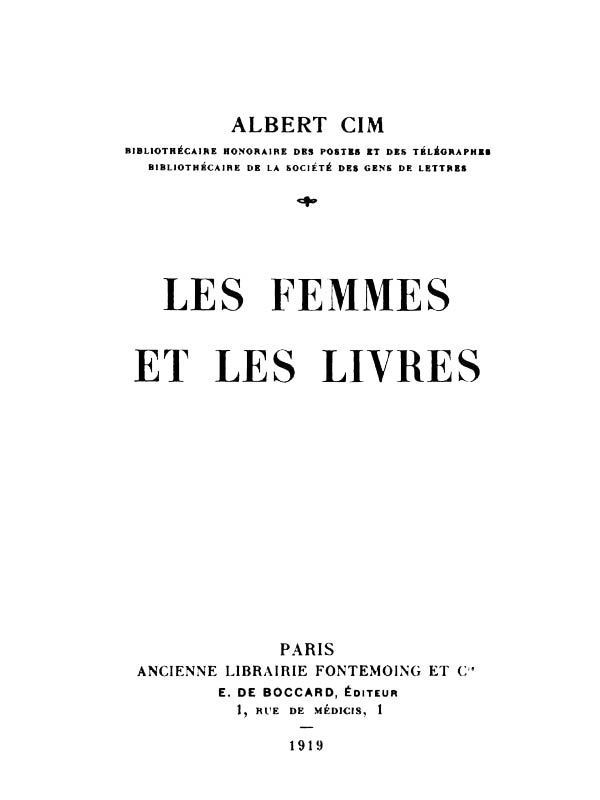 ALBERT CIM
BIBLIOTHÉCAIRE HONORAIRE DES POSTES ET DES TÉLÉGRAPHES
BIBLIOTHÉCAIRE DE LA SOCIÉTÉ DES GENS DE LETTRES
LES FEMMES
ET LES LIVRES
PARIS
ANCIENNE LIBRAIRIE FONTEMOING ET Cie
E. DE BOCCARD, ÉDITEUR
1, RUE DE MÉDICIS, 1
1919